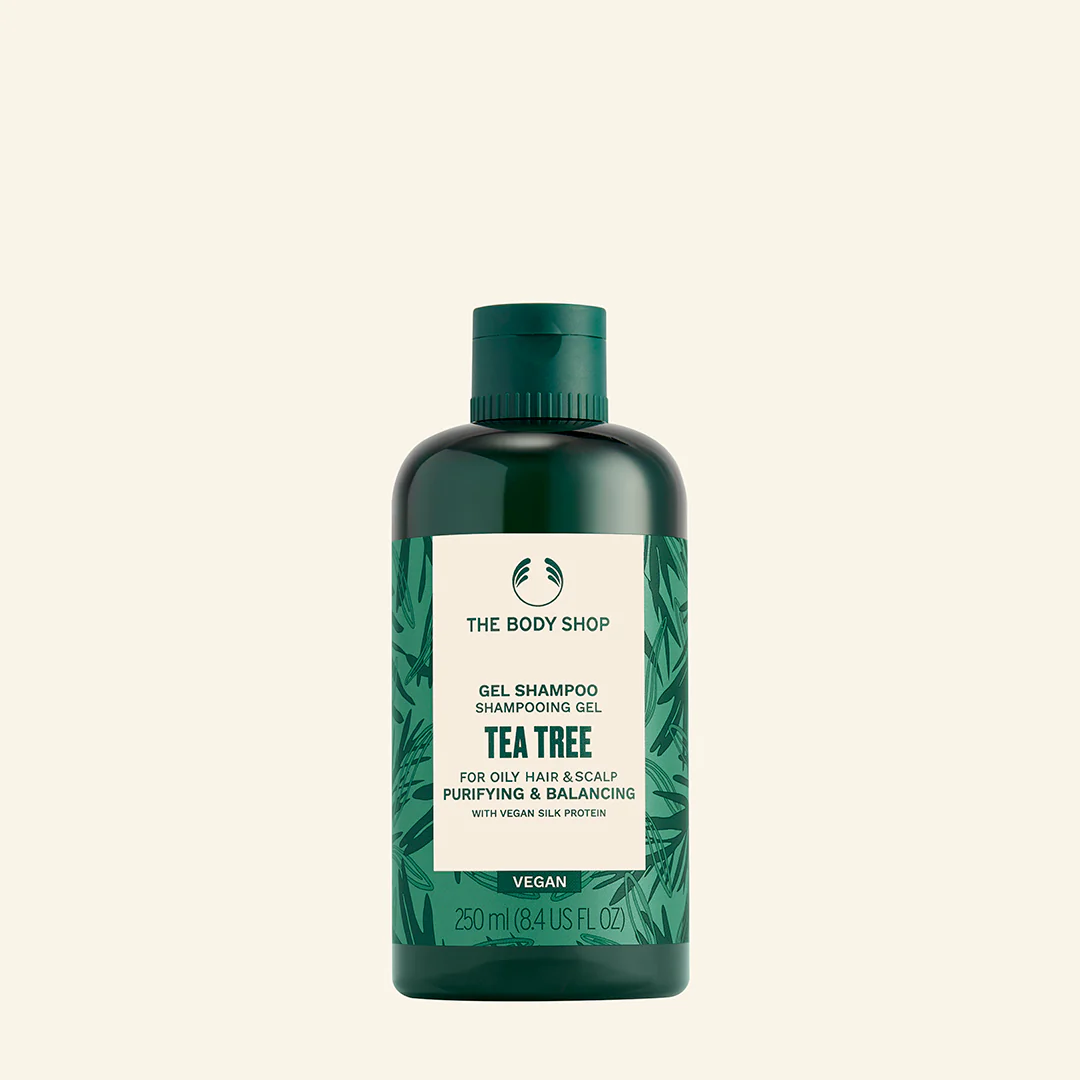 THE BODY SHOP
GEL SHAMPOO
SHAMPOOING GEL
TEA TREE
FOR OILY HAIR & SCALP
PURIFYING & BALANCING
WITH VEGAN SILK PROTEIN
VEGAN
250 ml (8.4 US FL OZ)